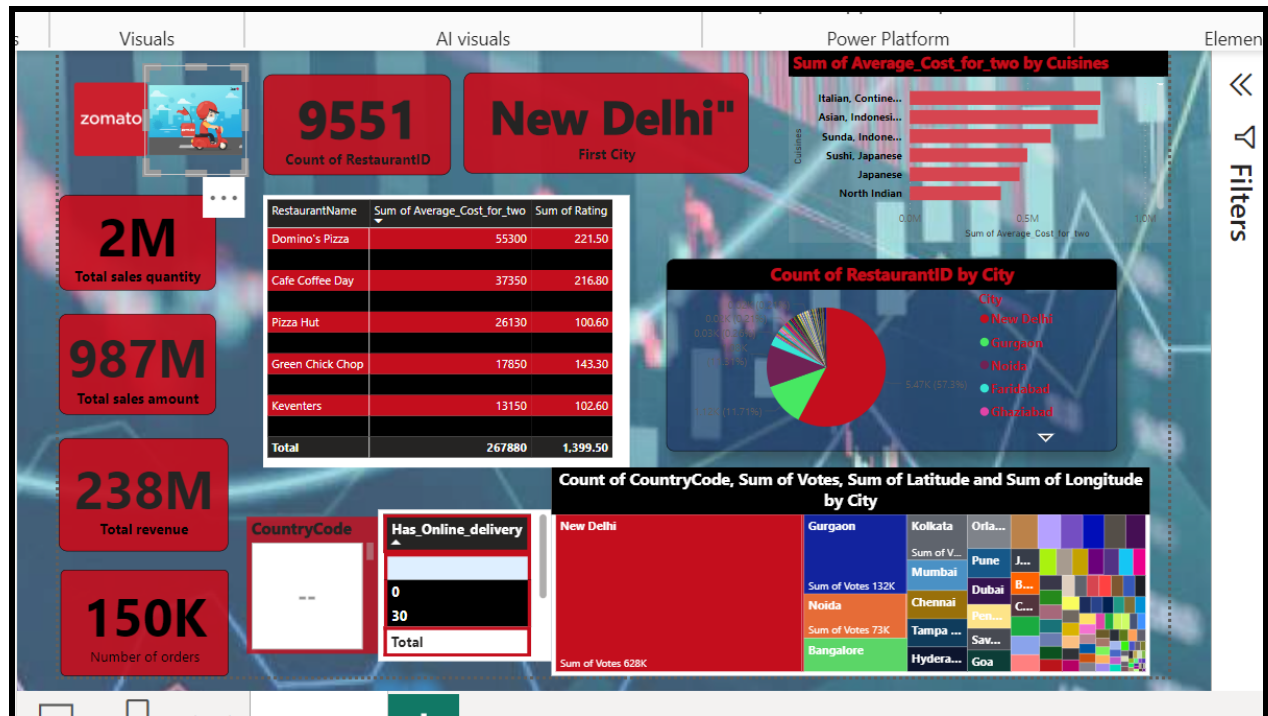 Visuals
AI visuals
Power Platform
Elemen
zomato
9551
Count of RestaurantID
New Delhi"
First City
Sum of Average_Cost_for_two by Cuisines
Cuisines
Italian, Contine...
Asian, Indonesi...
Sunda, Indone...
Sushi, Japanese
Japanese
North Indian
0.0M
0.5M
1.0M
Sum of Average_Cost_for_two
Filters
2M
Total sales quantity
987M
Total sales amount
238M
Total revenue
150K
Number of orders
RestaurantName Sum of Average_Cost_for_two Sum of Rating
Domino's Pizza 55300 221.50
Cafe Coffee Day 37350 216.80
Pizza Hut 26130 100.60
Green Chick Chop 17850 143.30
Keventers 13150 102.60
Total 267880 1,399.50
Count of RestaurantID by City
5.47K (57.3%)
(11.71%)
City
New Delhi
Gurgaon
Noida
Faridabad
Ghaziabad
CountryCode
--
Has_Online_delivery
0
30
Total
Count of CountryCode, Sum of Votes, Sum of Latitude and Sum of Longitude
by City
New Delhi
Sum of Votes 628K
Gurgaon
Sum of Votes 132K
Noida
Sum of Votes 73K
Bangalore
Kolkata
Sum of V...
Mumbai
Chennai
Tampa ...
Hydera...
Orla...
Pune
Dubai
Pen...
Sav...
Goa
J...
B...
C...